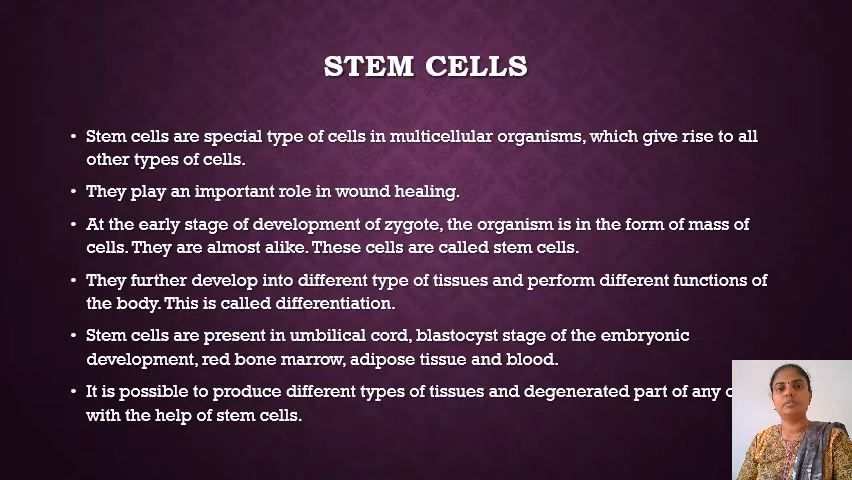 STEM CELLS
• Stem cells are special type of cells in multicellular organisms, which give rise to all
other types of cells.
• They play an important role in wound healing.
• At the early stage of development of zygote, the organism is in the form of mass of
cells. They are almost alike. These cells are called stem cells.
• They further develop into different type of tissues and perform different functions of
the body. This is called differentiation.
• Stem cells are present in umbilical cord, blastocyst stage of the embryonic
development, red bone marrow, adipose tissue and blood.
• It is possible to produce different types of tissues and degenerated part of any
with the help of stem cells.